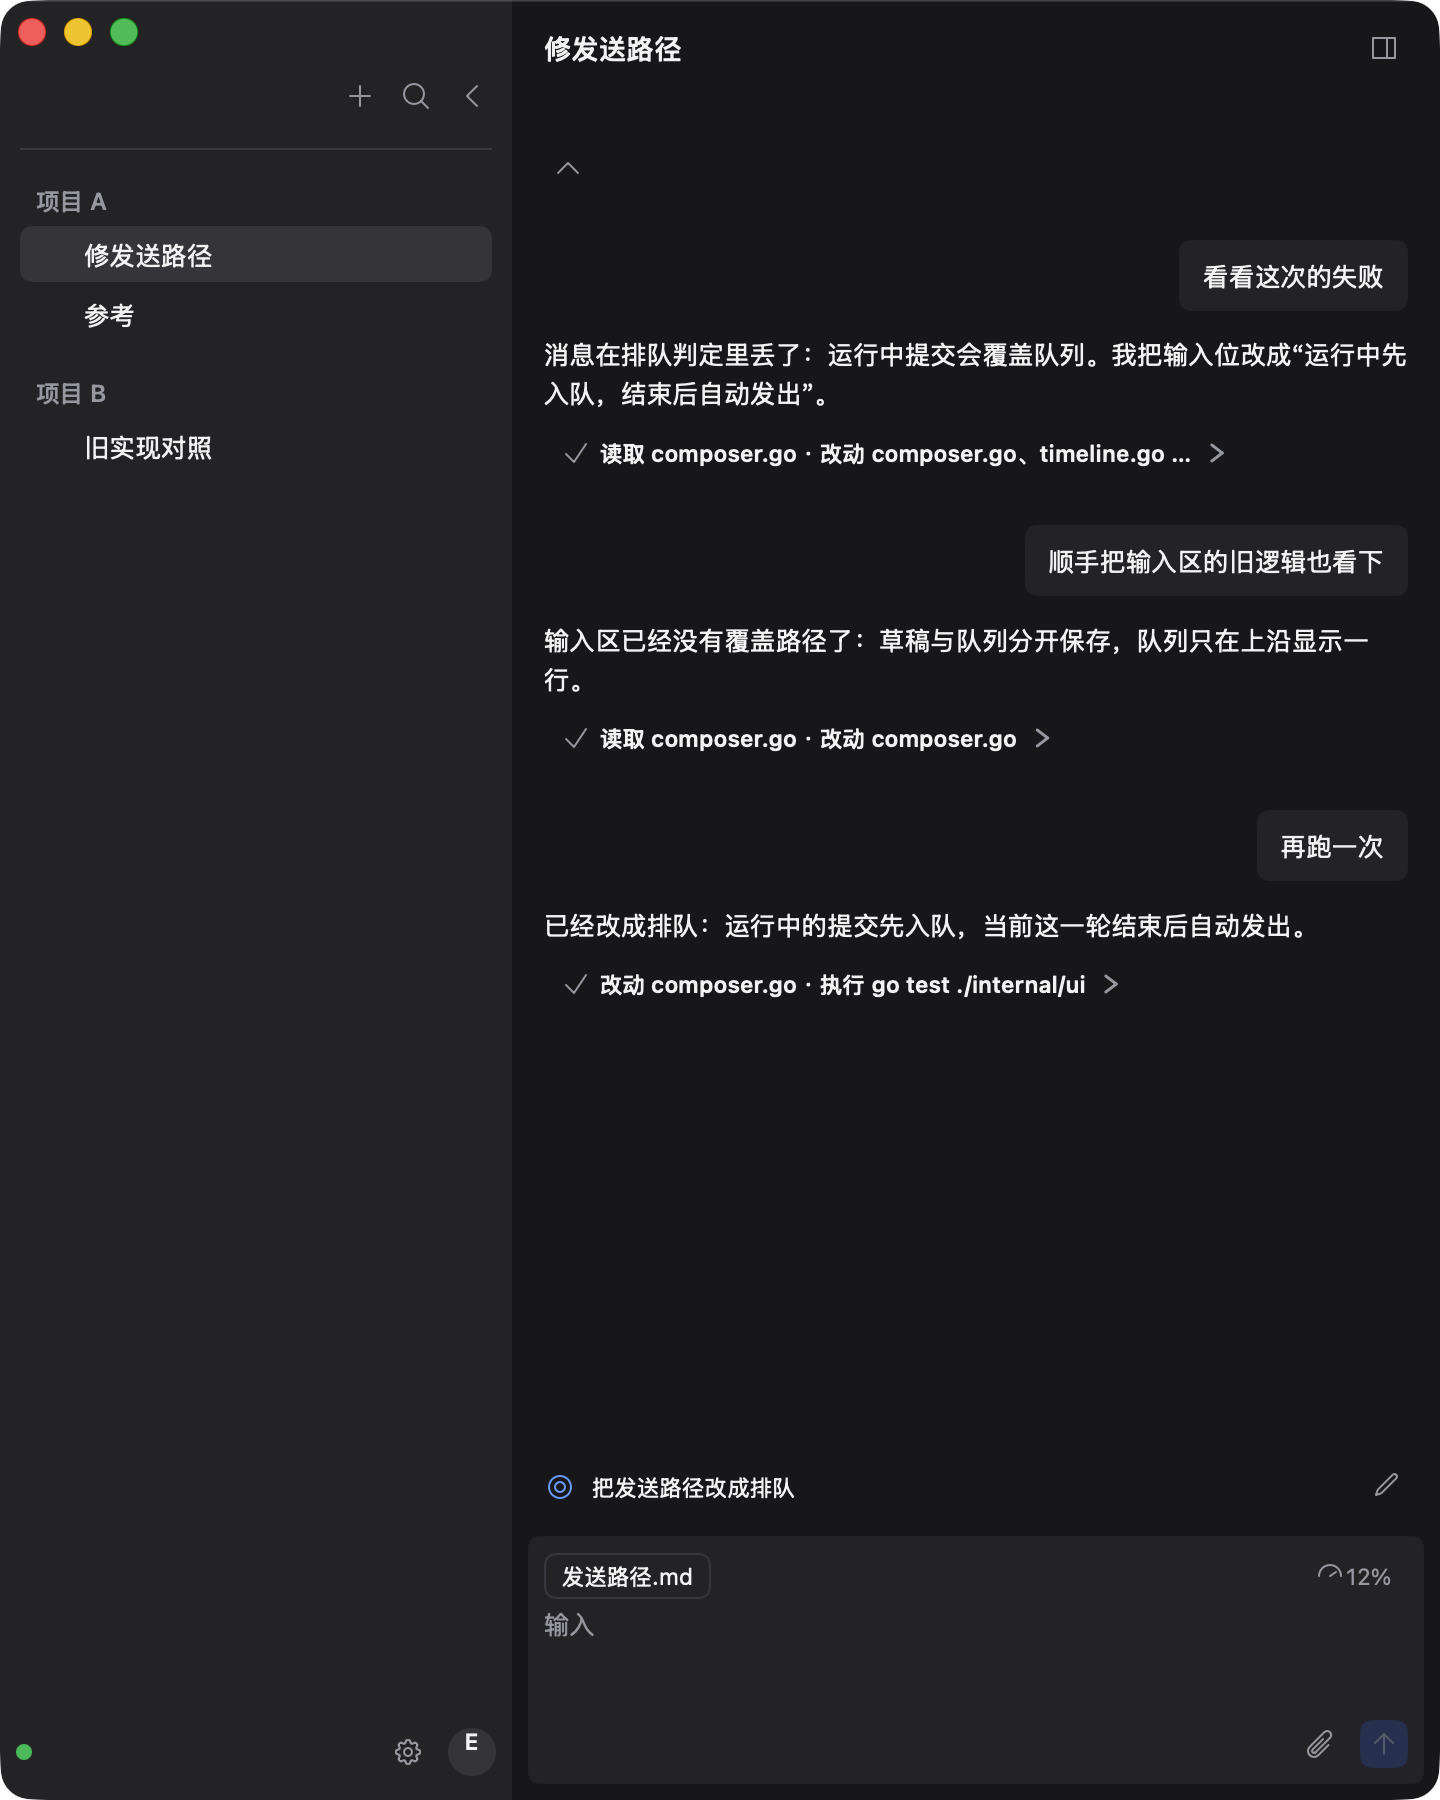 修发送路径
项目 A
修发送路径
参考
项目 B
旧实现对照
看看这次的失败
消息在排队判定里丢了：运行中提交会覆盖队列。我把输入位改成“运行中先
入队，结束后自动发出”。
读取 composer.go · 改动 composer.go、timeline.go ...
顺手把输入区的旧逻辑也看下
输入区已经没有覆盖路径了：草稿与队列分开保存，队列只在上沿显示一
行。
读取 composer.go · 改动 composer.go
再跑一次
已经改成排队：运行中的提交先入队，当前这一轮结束后自动发出。
改动 composer.go · 执行 go test ./internal/ui
把发送路径改成排队
发送路径.md
12%
输入
E